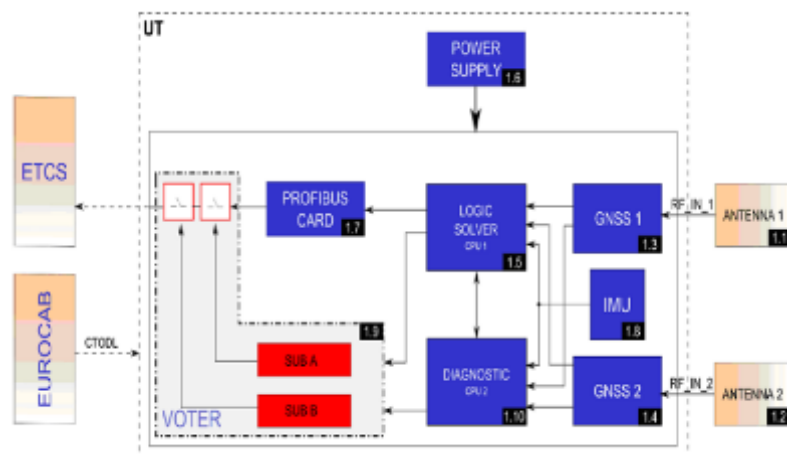 UT
POWER
SUPPLY
1.6
ETCS
PROFIBUS
CARD
1.7
LOGIC
SOLVER
CPU 1
1.5
GNSS 1
1.3
RF_IN_1
ANTENNA 1
1.1
IMU
1.8
EUROCAB
CTODL
1.9
SUB A
SUB B
VOTER
DIAGNOSTIC
CPU 2
1.10
GNSS 2
1.4
RF_IN_2
ANTENNA 2
1.2